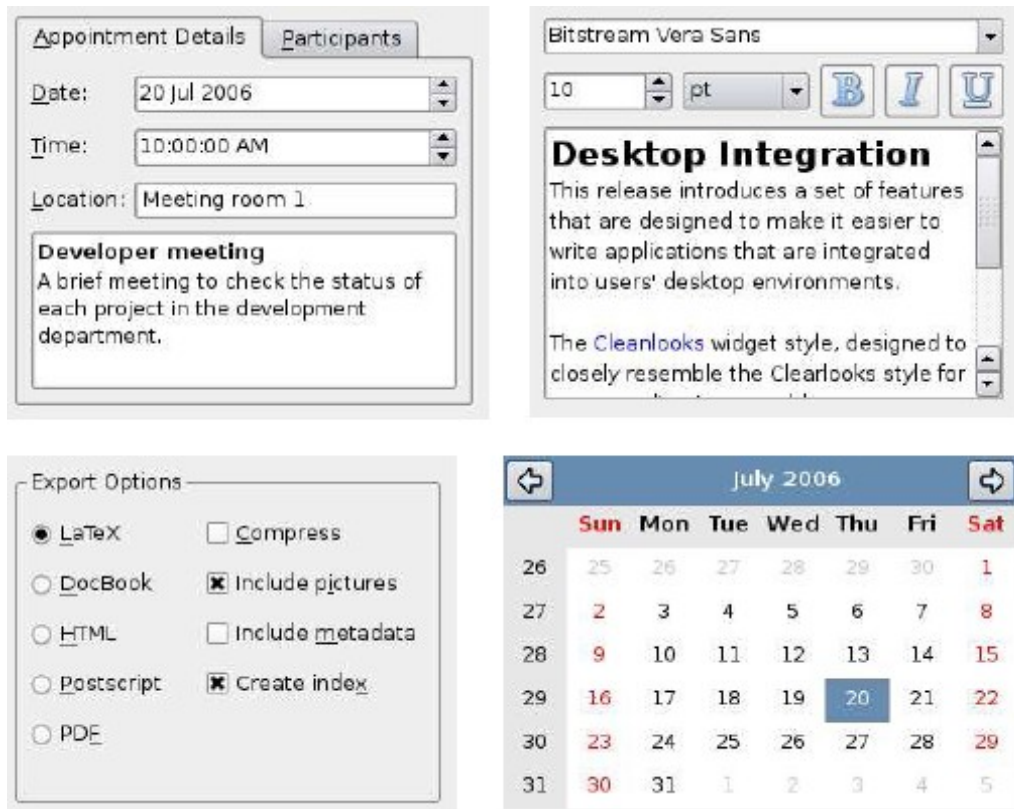 Appointment Details Participants
Date: 20 Jul 2006
Time: 10:00:00 AM
Location: Meeting room 1
Developer meeting
A brief meeting to check the status of
each project in the development
department.
Bitstream Vera Sans
10 pt B I U
Desktop Integration
This release introduces a set of features
that are designed to make it easier to
write applications that are integrated
into users' desktop environments.
The Cleanlooks widget style, designed to
closely resemble the Clearlooks style for
Export Options
LaTeX Compress
DocBook Include pictures
HTML Include metadata
Postscript Create index
PDF
July 2006
Sun Mon Tue Wed Thu Fri Sat
26 25 26 27 28 29 30 1
27 2 3 4 5 6 7 8
28 9 10 11 12 13 14 15
29 16 17 18 19 20 21 22
30 23 24 25 26 27 28 29
31 30 31 1 2 3 4 5